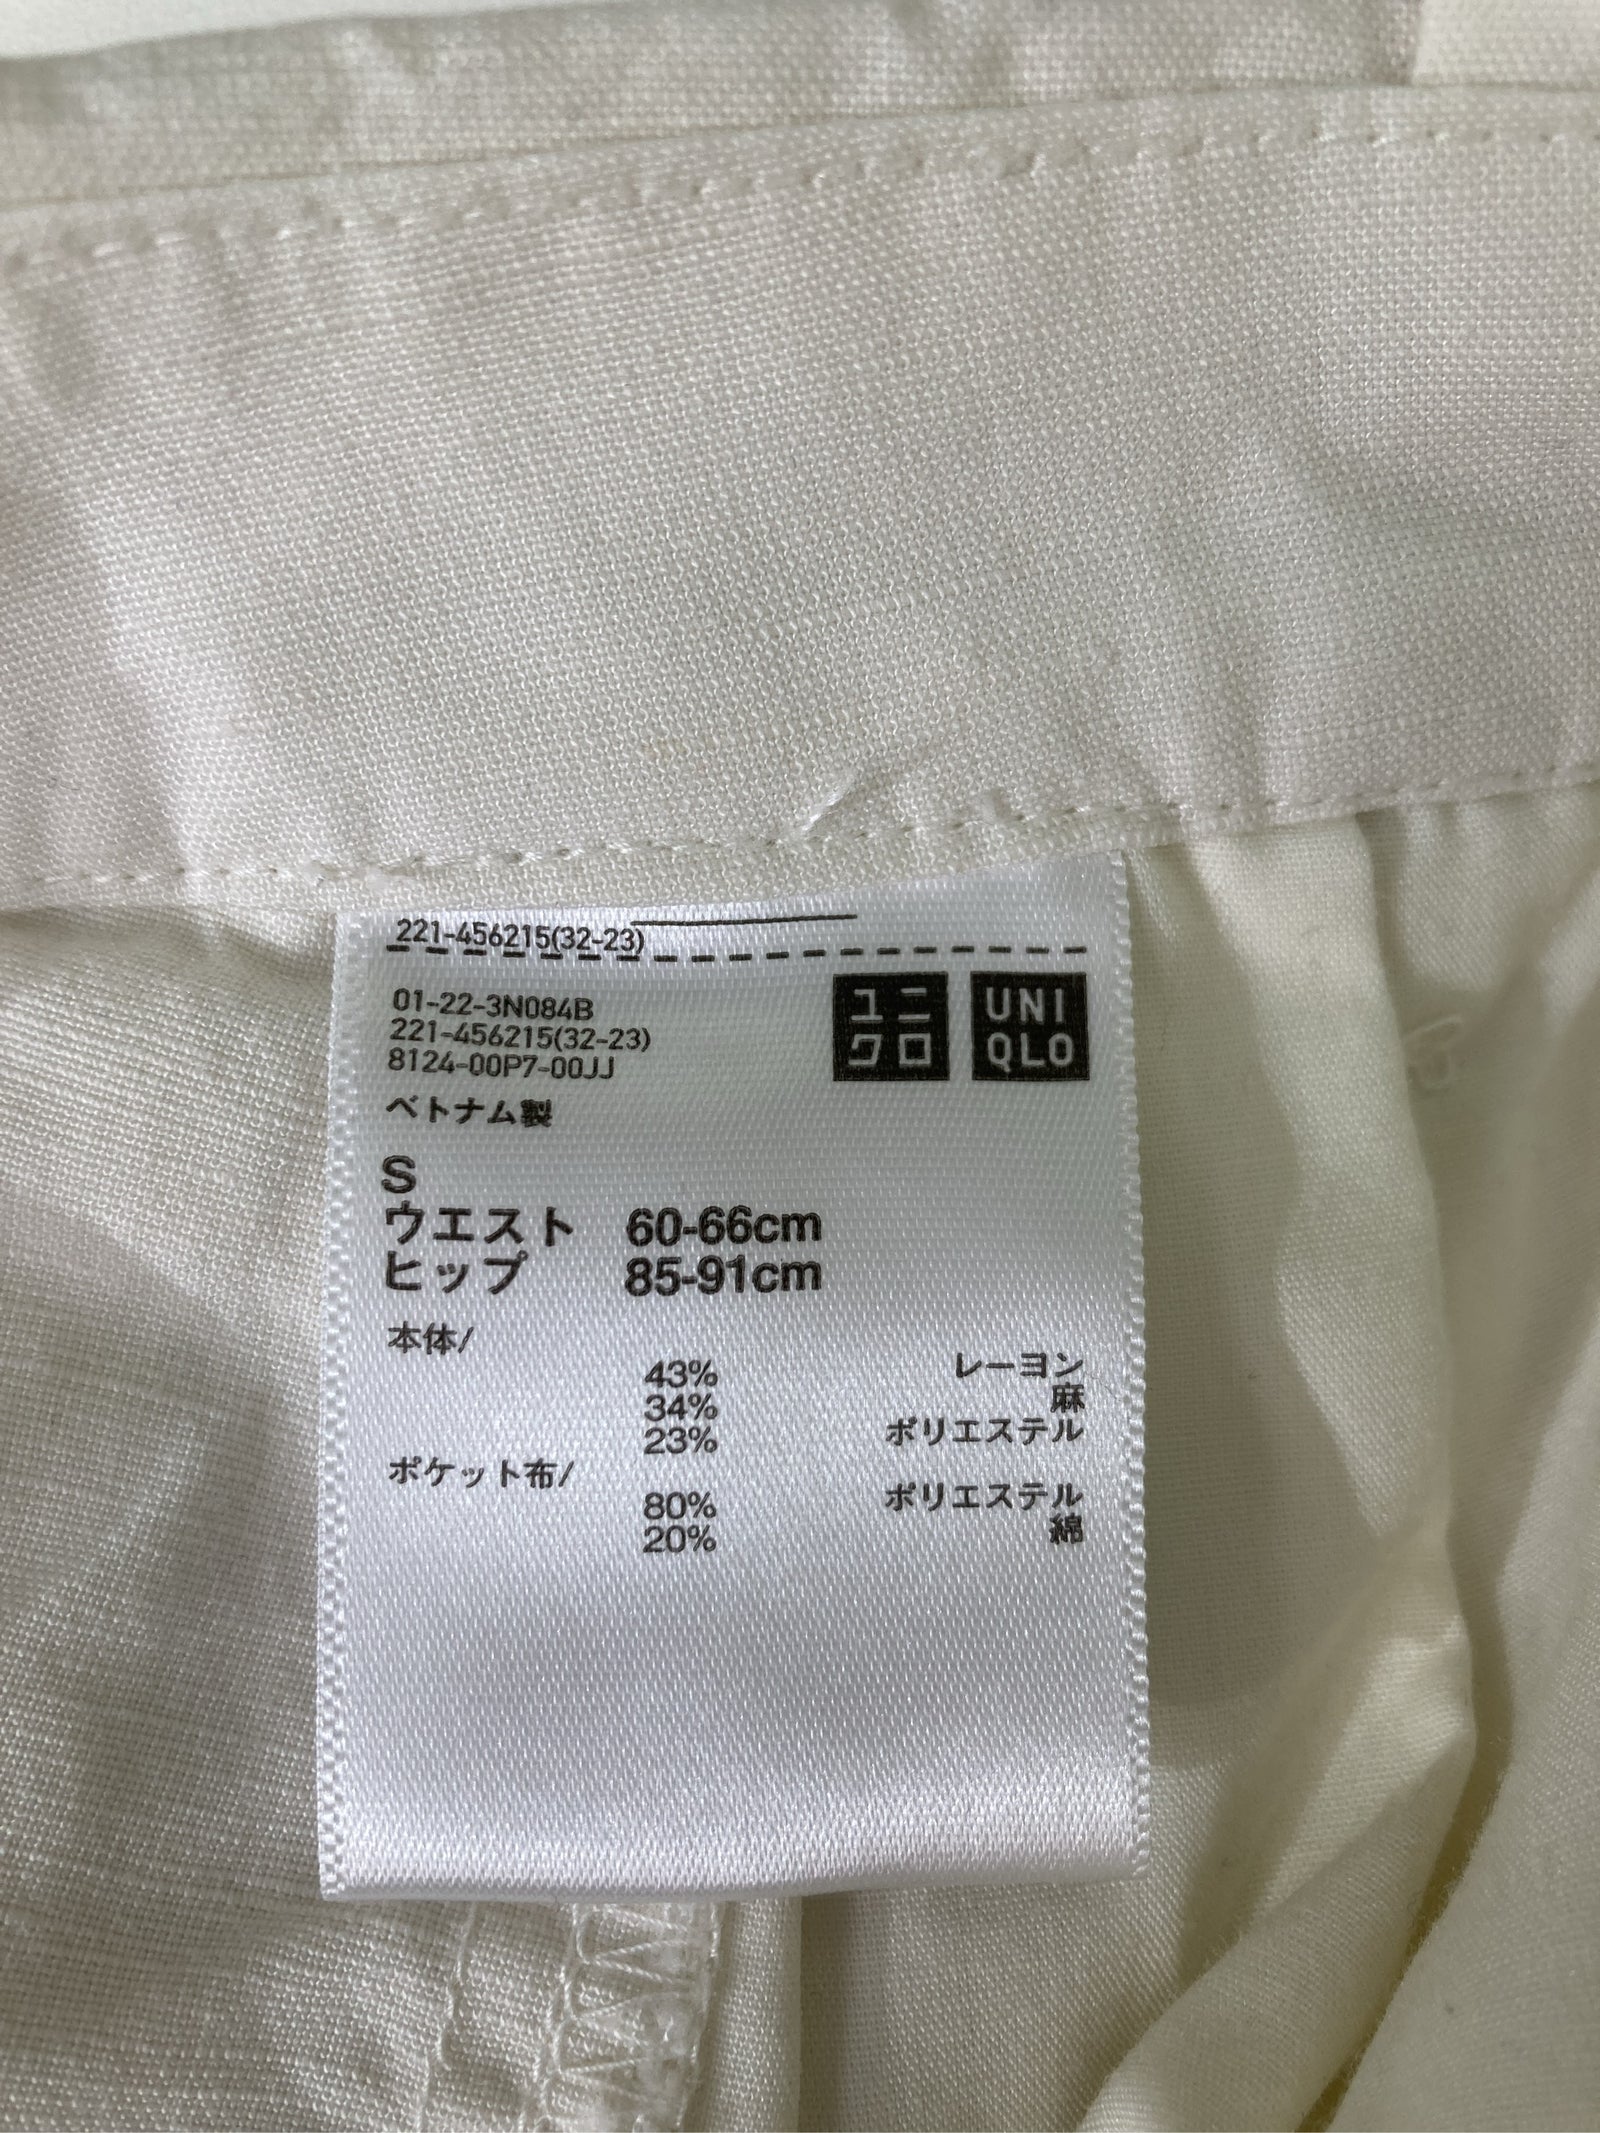 221-456215(32-23)
01-22-3N084B
221-456215(32-23)
8124-00P7-00JJ
ユニクロ
UNIQLO
ベトナム製
S
ウエスト 60-66cm
ヒップ 85-91cm
本体/
43% レーヨン
34% 麻
23% ポリエステル
ポケット布/
80% ポリエステル
20% 綿